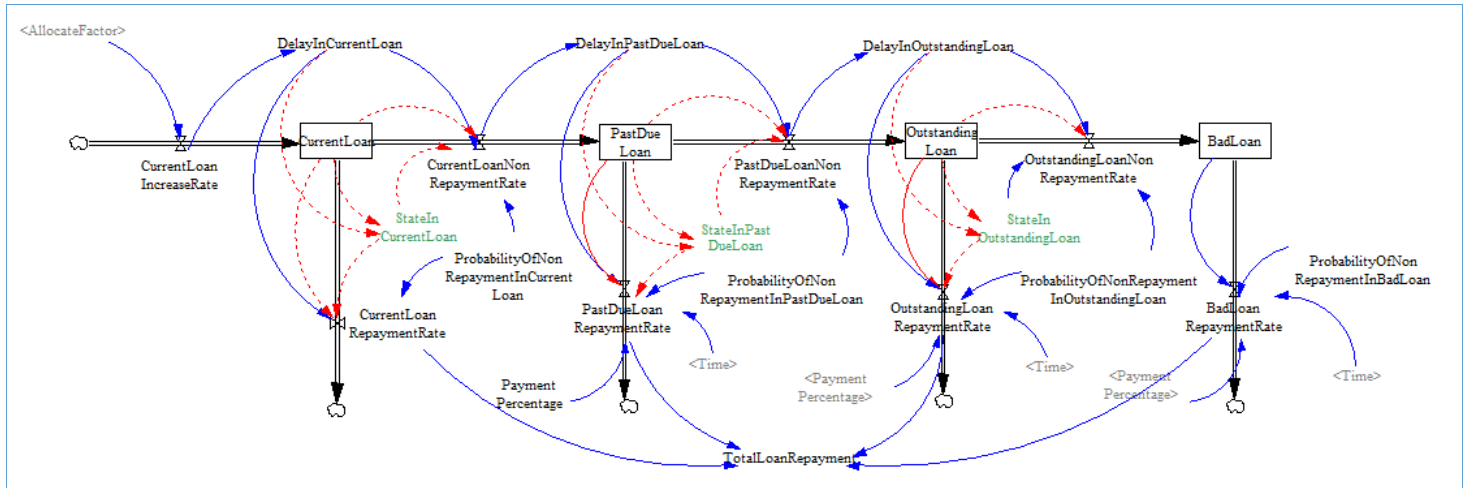 <AllocateFactor>
DelayInCurrentLoan
DelayInPastDueLoan
DelayInOutstandingLoan
CurrentLoan
PastDue
Loan
Outstanding
Loan
BadLoan
CurrentLoan
IncreaseRate
CurrentLoanNon
RepaymentRate
PastDueLoanNon
RepaymentRate
OutstandingLoanNon
RepaymentRate
StateIn
CurrentLoan
StateInPast
DueLoan
StateIn
OutstandingLoan
ProbabilityOfNon
RepaymentInCurrent
Loan
ProbabilityOfNon
RepaymentInPastDueLoan
ProbabilityOfNonRepayment
InOutstandingLoan
ProbabilityOfNon
RepaymentInBadLoan
CurrentLoan
RepaymentRate
PastDueLoan
RepaymentRate
OutstandingLoan
RepaymentRate
BadLoan
RepaymentRate
Payment
Percentage
<Time>
<Payment
Percentage>
<Time>
<Payment
Percentage>
<Time>
TotalLoanRepayment